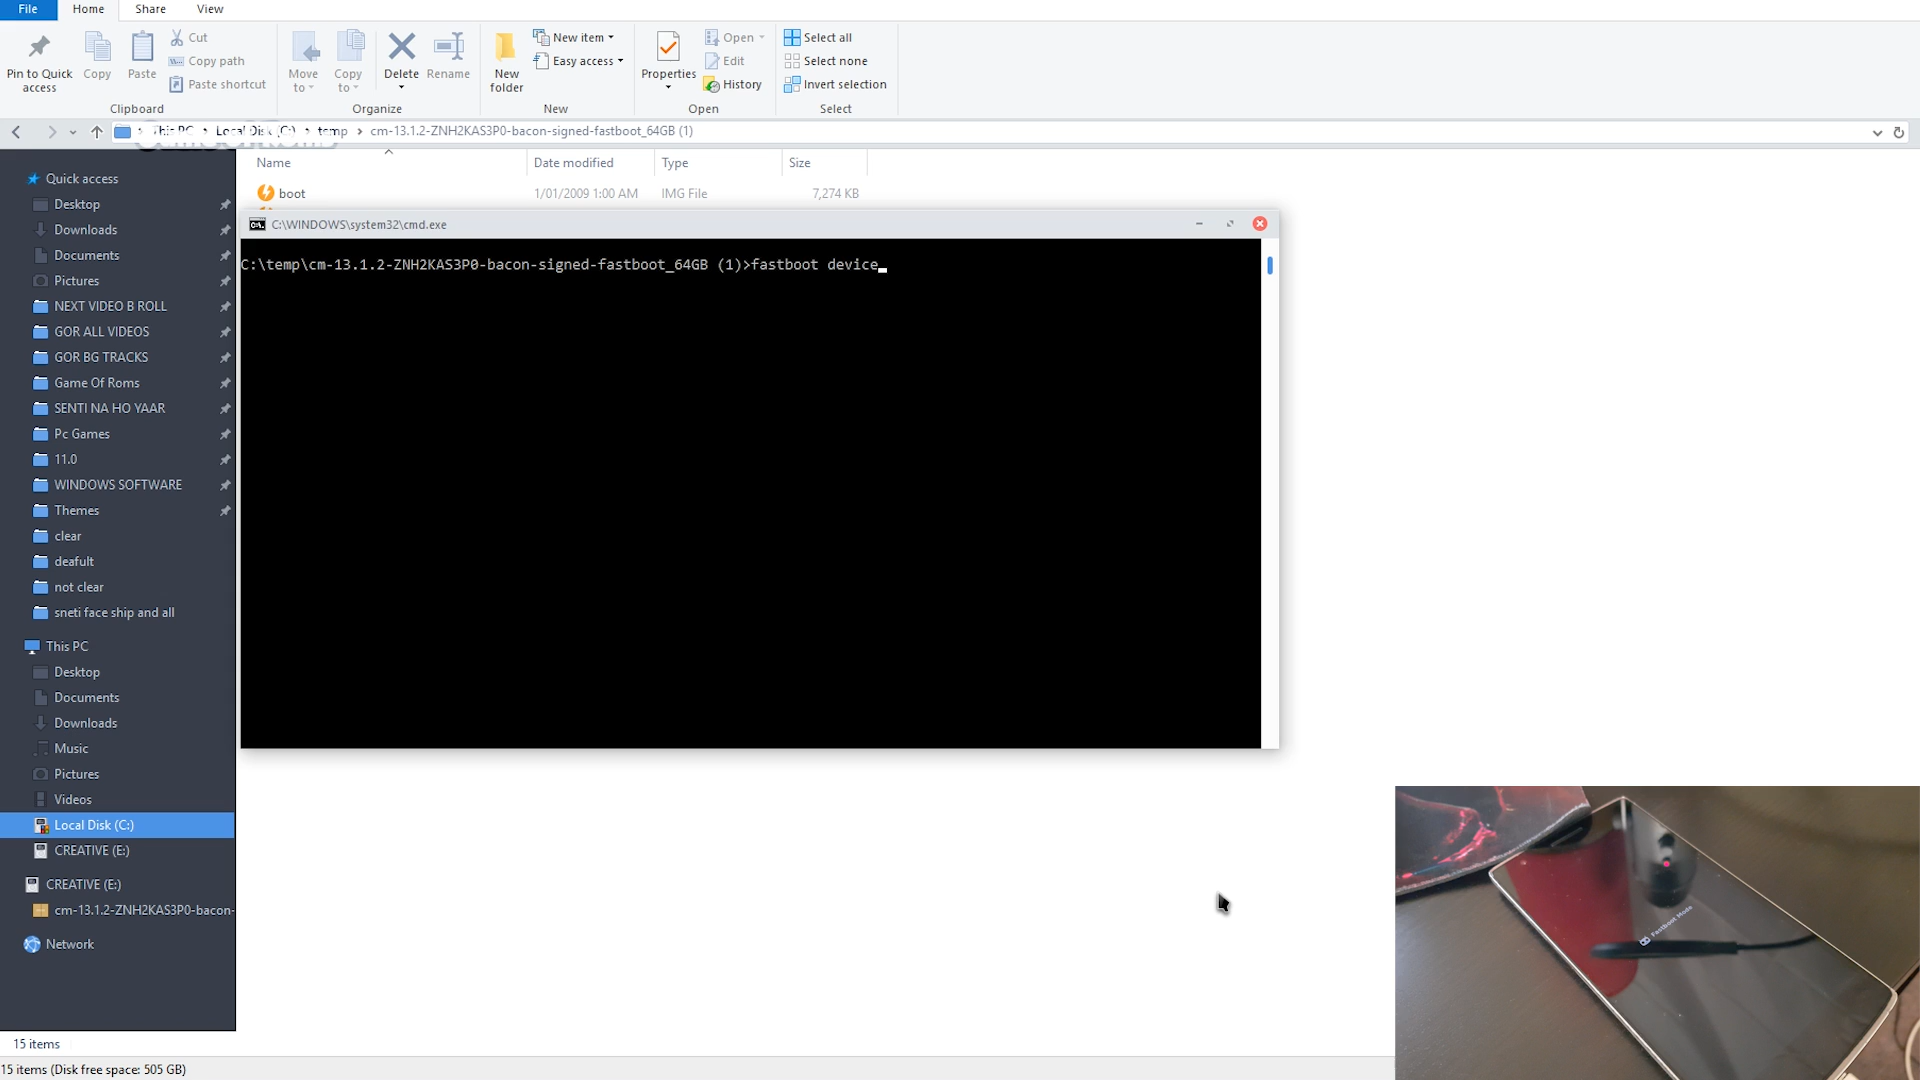 File Home Share View
Pin to Quick access
Copy
Paste
Cut
Copy path
Paste shortcut
Clipboard
Move to
Copy to
Delete
Rename
Organize
New folder
New item
Easy access
New
Properties
Open
Edit
History
Open
Select all
Select none
Invert selection
Select
This PC > Local Disk (C:) > temp > cm-13.1.2-ZNH2KAS3P0-bacon-signed-fastboot_64GB (1)
Name Date modified Type Size
boot 1/01/2009 1:00 AM IMG File 7,274 KB
C:\WINDOWS\system32\cmd.exe
C:\temp\cm-13.1.2-ZNH2KAS3P0-bacon-signed-fastboot_64GB (1)>fastboot device_
Quick access
Desktop
Downloads
Documents
Pictures
NEXT VIDEO B ROLL
GOR ALL VIDEOS
GOR BG TRACKS
Game Of Roms
SENTI NA HO YAAR
Pc Games
11.0
WINDOWS SOFTWARE
Themes
clear
deafult
not clear
sneti face ship and all
This PC
Desktop
Documents
Downloads
Music
Pictures
Videos
Local Disk (C:)
CREATIVE (E:)
CREATIVE (E:)
cm-13.1.2-ZNH2KAS3P0-bacon-
Network
Fastboot Mode
15 items
15 items (Disk free space: 505 GB)